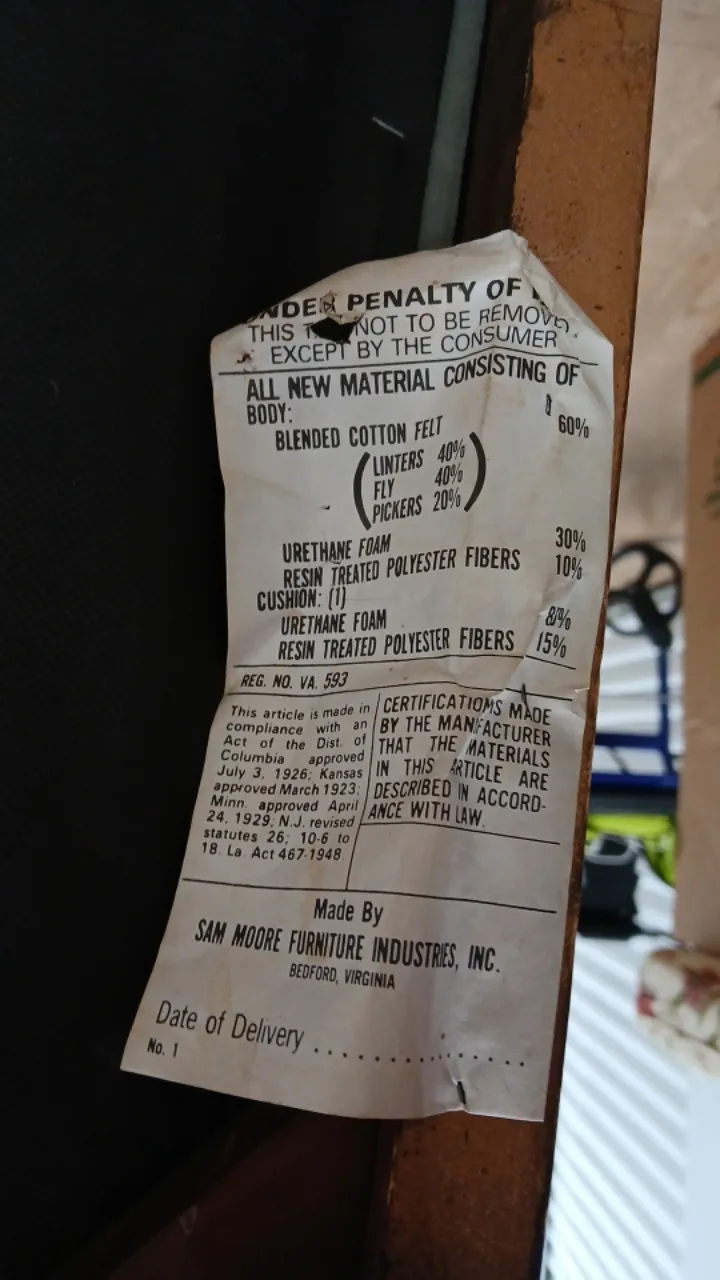 UNDER PENALTY OF
THIS NOT TO BE REMOVED
EXCEPT BY THE CONSUMER
ALL NEW MATERIAL CONSISTING OF
BODY:
BLENDED COTTON FELT 60%
(LINTERS 40%
FLY 40%
PICKERS 20%)
URETHANE FOAM 30%
RESIN TREATED POLYESTER FIBERS 10%
CUSHION: (1)
URETHANE FOAM
RESIN TREATED POLYESTER FIBERS 15%
REG. NO. VA. 593
This article is made in
compliance with an
Act of the Dist. of
Columbia approved
July 3, 1926; Kansas
approved March 1923;
Minn. approved April
24, 1929; N.J. revised
statutes 26; 10-6 to
18. La. Act 467-1948.
CERTIFICATIONS MADE
BY THE MANUFACTURER
THAT THE MATERIALS
IN THIS ARTICLE ARE
DESCRIBED IN ACCORD-
ANCE WITH LAW.
Made By
SAM MOORE FURNITURE INDUSTRIES, INC.
BEDFORD, VIRGINIA
Date of Delivery ..................
No. 1